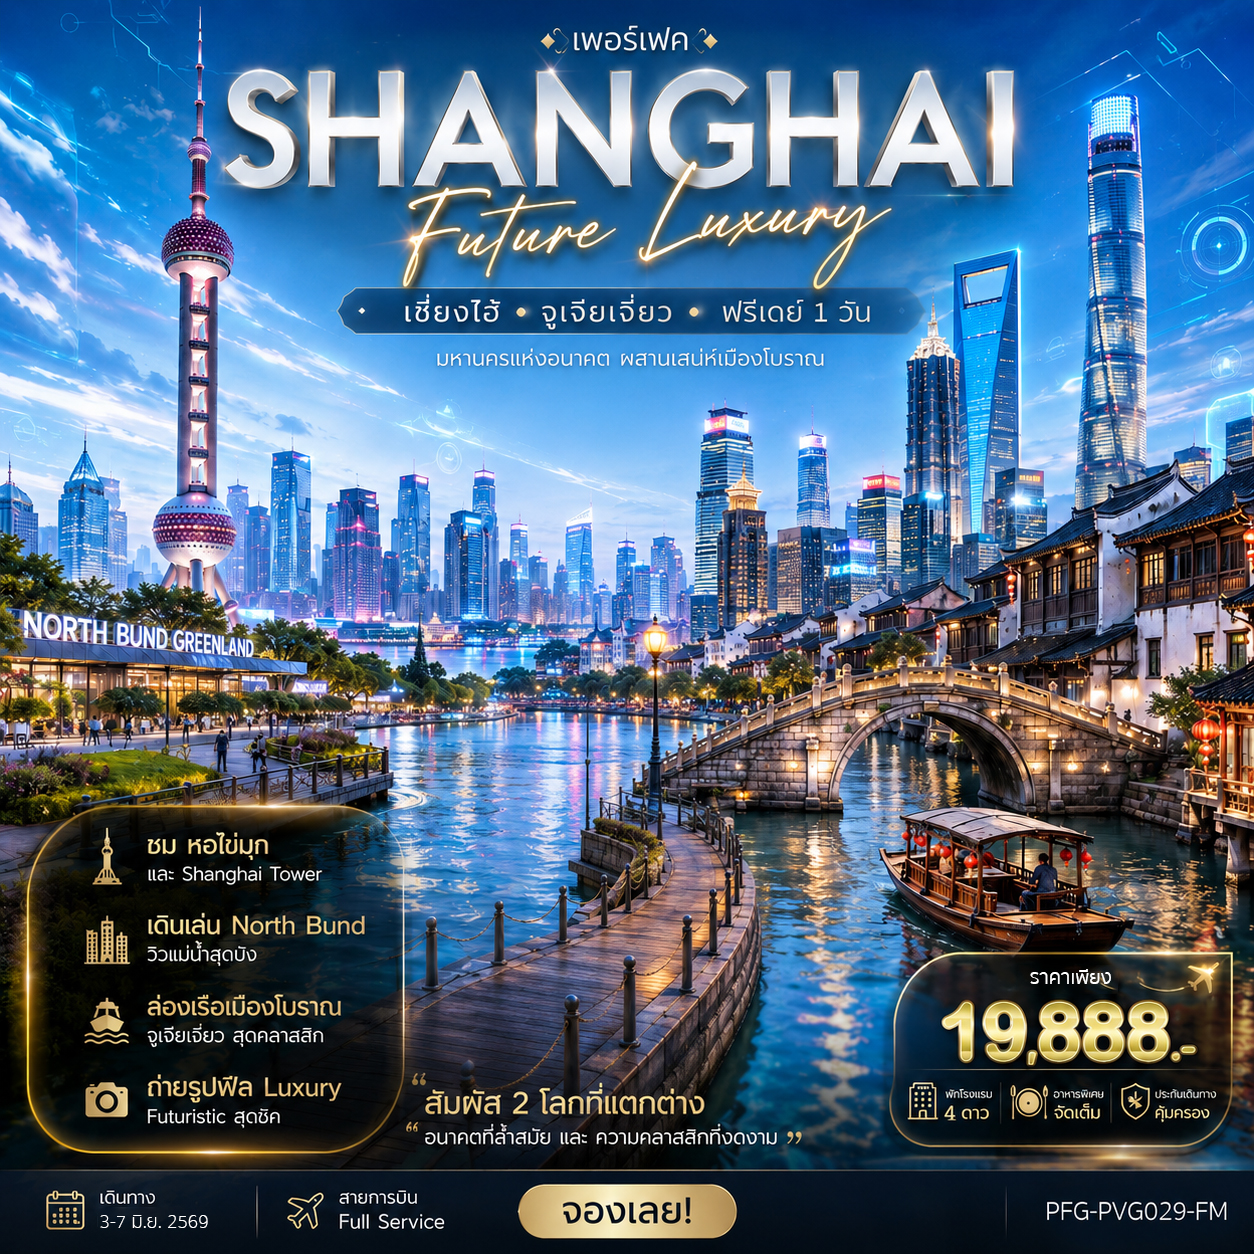 เพอร์เฟค
SHANGHAI
Future Luxury
เซี่ยงไฮ้ • จูเจียเจี่ยว • ฟรีเดย์ 1 วัน
มหานครแห่งอนาคต ผสานเสน่ห์เมืองโบราณ
NORTH BUND GREENLAND
ชม หอไข่มุก
และ Shanghai Tower
เดินเล่น North Bund
วิวแม่น้ำสุดปัง
ล่องเรือเมืองโบราณ
จูเจียเจี่ยว สุดคลาสสิก
ถ่ายรูปฟีล Luxury
Futuristic สุดชิค
“ สัมผัส 2 โลกที่แตกต่าง
“ อนาคตที่ล้ำสมัย และ ความคลาสสิกที่งดงาม ”
ราคาเพียง
19,888.-
พักโรงแรม
4 ดาว
อาหารพิเศษ
จัดเต็ม
ประกันเดินทาง
คุ้มครอง
เดินทาง
3-7 มิ.ย. 2569
สายการบิน
Full Service
จองเลย!
PFG-PVG029-FM